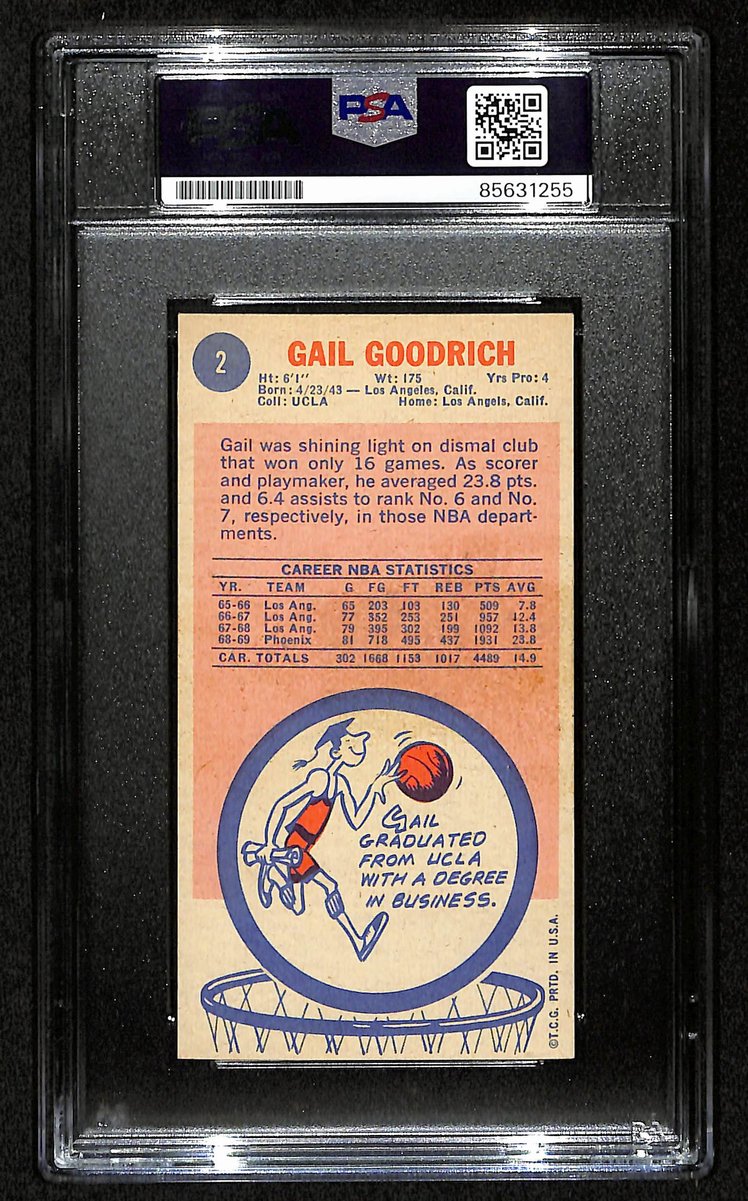 PSA
85631255
2
GAIL GOODRICH
Ht: 6'1" Wt: 175 Yrs Pro: 4
Born: 4/23/43 — Los Angeles, Calif.
Coll: UCLA Home: Los Angels, Calif.
Gail was shining light on dismal club
that won only 16 games. As scorer
and playmaker, he averaged 23.8 pts.
and 6.4 assists to rank No. 6 and No.
7, respectively, in those NBA depart-
ments.
CAREER NBA STATISTICS
YR. TEAM G FG FT REB PTS AVG
65-66 Los Ang. 65 203 103 130 509 7.8
66-67 Los Ang. 77 352 253 251 957 12.4
67-68 Los Ang. 79 395 302 199 1092 13.8
68-69 Phoenix 81 718 495 437 1931 23.8
CAR. TOTALS 302 1668 1153 1017 4489 14.9
GAIL
GRADUATED
FROM UCLA
WITH A DEGREE
IN BUSINESS.
©T.C.G. PRTD. IN U.S.A.